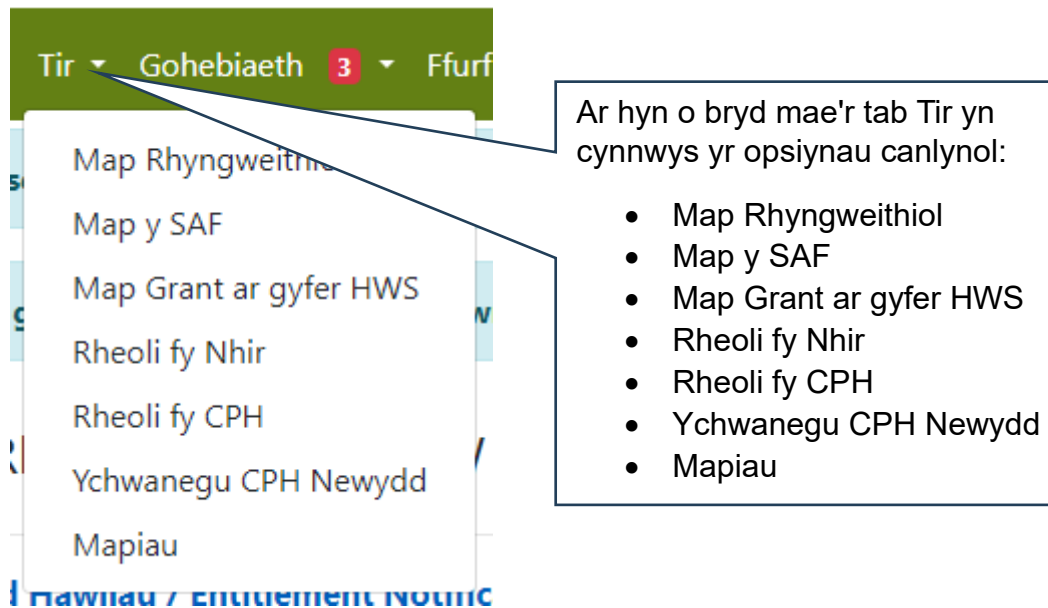 Tir Gohebiaeth 3
Map Rhyngweithiol
Map y SAF
Map Grant ar gyfer HWS
Rheoli fy Nhir
Rheoli fy CPH
Ychwanegu CPH Newydd
Mapiau
Hawliau / Entitlement
Ar hyn o bryd mae'r tab Tir yn
cynnwys yr opsiynau canlynol:
• Map Rhyngweithiol
• Map y SAF
• Map Grant ar gyfer HWS
• Rheoli fy Nhir
• Rheoli fy CPH
• Ychwanegu CPH Newydd
• Mapiau